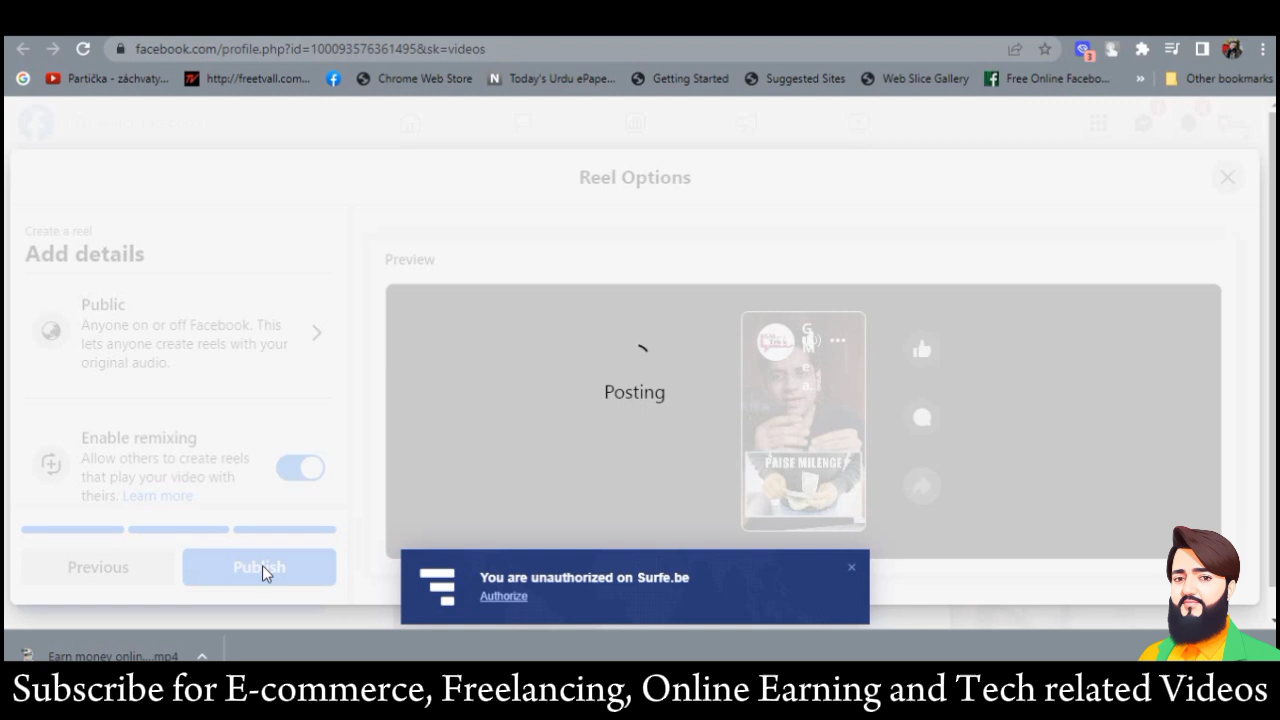 facebook.com/profile.php?id=100093576361495&sk=videos
3
Partička - záchvaty...
http://freetvall.com...
Chrome Web Store
Today's Urdu ePape...
Getting Started
Suggested Sites
Web Slice Gallery
Free Online Facebo...
»
Other bookmarks
Reel Options
Create a reel
Add details
Preview
Public
Anyone on or off Facebook. This
lets anyone create reels with your
original audio.
Posting
Enable remixing
Allow others to create reels
that play your video with
theirs. Learn more
PAISE MILENGE
Previous
Publish
You are unauthorized on Surfe.be
Authorize
Earn money onlin....mp4
Subscribe for E-commerce, Freelancing, Online Earning and Tech related Videos